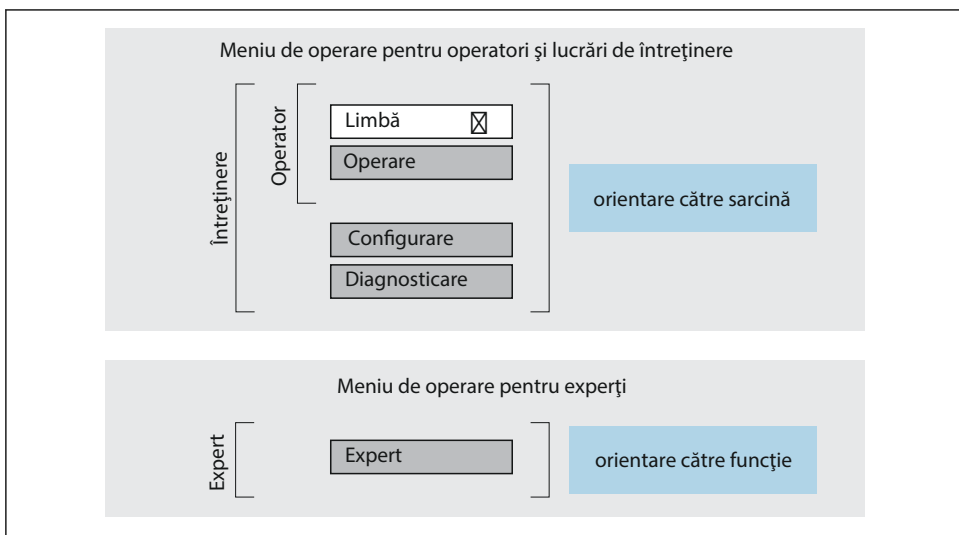 Meniu de operare pentru operatori şi lucrări de întreţinere
Întreţinere
Operator
Limbă
Operare
Configurare
Diagnosticare
orientare către sarcină
Meniu de operare pentru experţi
Expert
Expert
orientare către funcţie